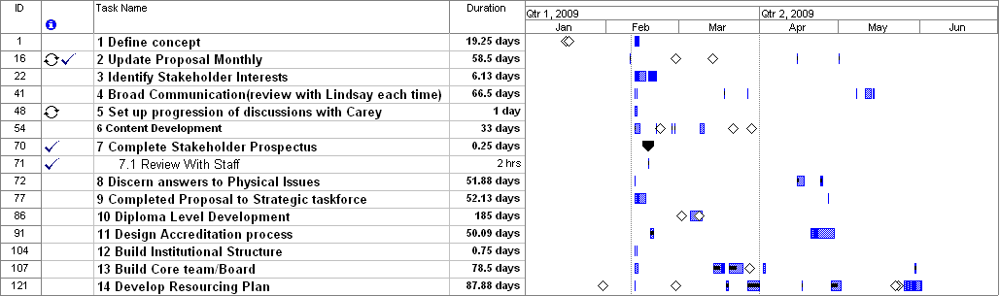 ID Task Name Duration Qtr 1, 2009 Qtr 2, 2009
Jan Feb Mar Apr May Jun
1 1 Define concept 19.25 days
16 2 Update Proposal Monthly 58.5 days
22 3 Identify Stakeholder Interests 6.13 days
41 4 Broad Communication(review with Lindsay each time) 66.5 days
48 5 Set up progression of discussions with Carey 1 day
54 6 Content Development 33 days
70 7 Complete Stakeholder Prospectus 0.25 days
71 7.1 Review With Staff 2 hrs
72 8 Discern answers to Physical Issues 51.88 days
77 9 Completed Proposal to Strategic taskforce 52.13 days
86 10 Diploma Level Development 185 days
91 11 Design Accreditation process 50.09 days
104 12 Build Institutional Structure 0.75 days
107 13 Build Core team/Board 78.5 days
121 14 Develop Resourcing Plan 87.88 days